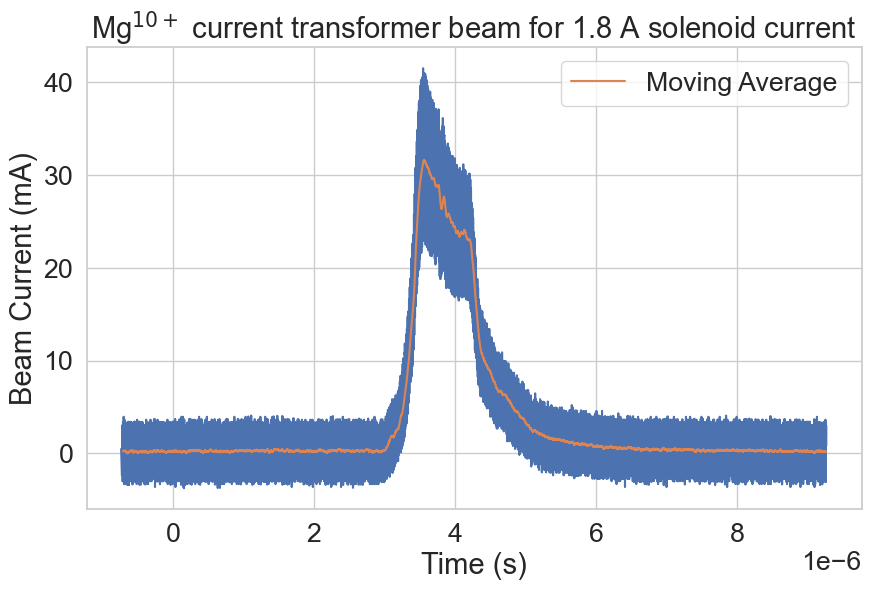 Mg¹⁰⁺ current transformer beam for 1.8 A solenoid current
Moving Average
Beam Current (mA)
40
30
20
10
0
0 2 4 6 8
1e−6
Time (s)